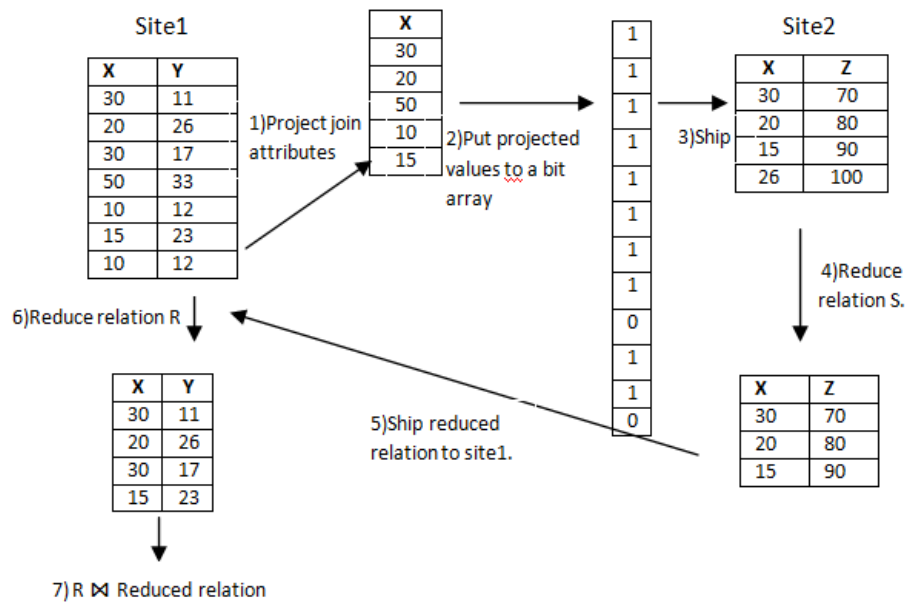 Site1
X Y
30 11
20 26
30 17
50 33
10 12
15 23
10 12
1)Project join
attributes
X
30
20
50
10
15
2)Put projected
values to a bit
array
1
1
1
1
1
1
1
1
0
1
1
0
3)Ship
Site2
X Z
30 70
20 80
15 90
26 100
4)Reduce
relation S.
X Z
30 70
20 80
15 90
5)Ship reduced
relation to site1.
6)Reduce relation R
X Y
30 11
20 26
30 17
15 23
7) R ⋈ Reduced relation